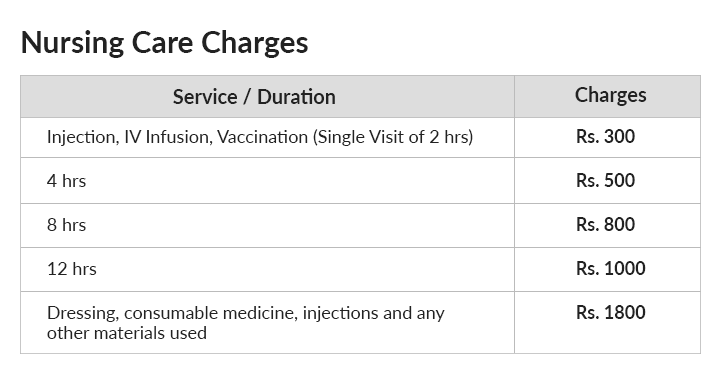 Nursing Care Charges
Service / Duration Charges
Injection, IV Infusion, Vaccination (Single Visit of 2 hrs) Rs. 300
4 hrs Rs. 500
8 hrs Rs. 800
12 hrs Rs. 1000
Dressing, consumable medicine, injections and any Rs. 1800
other materials used